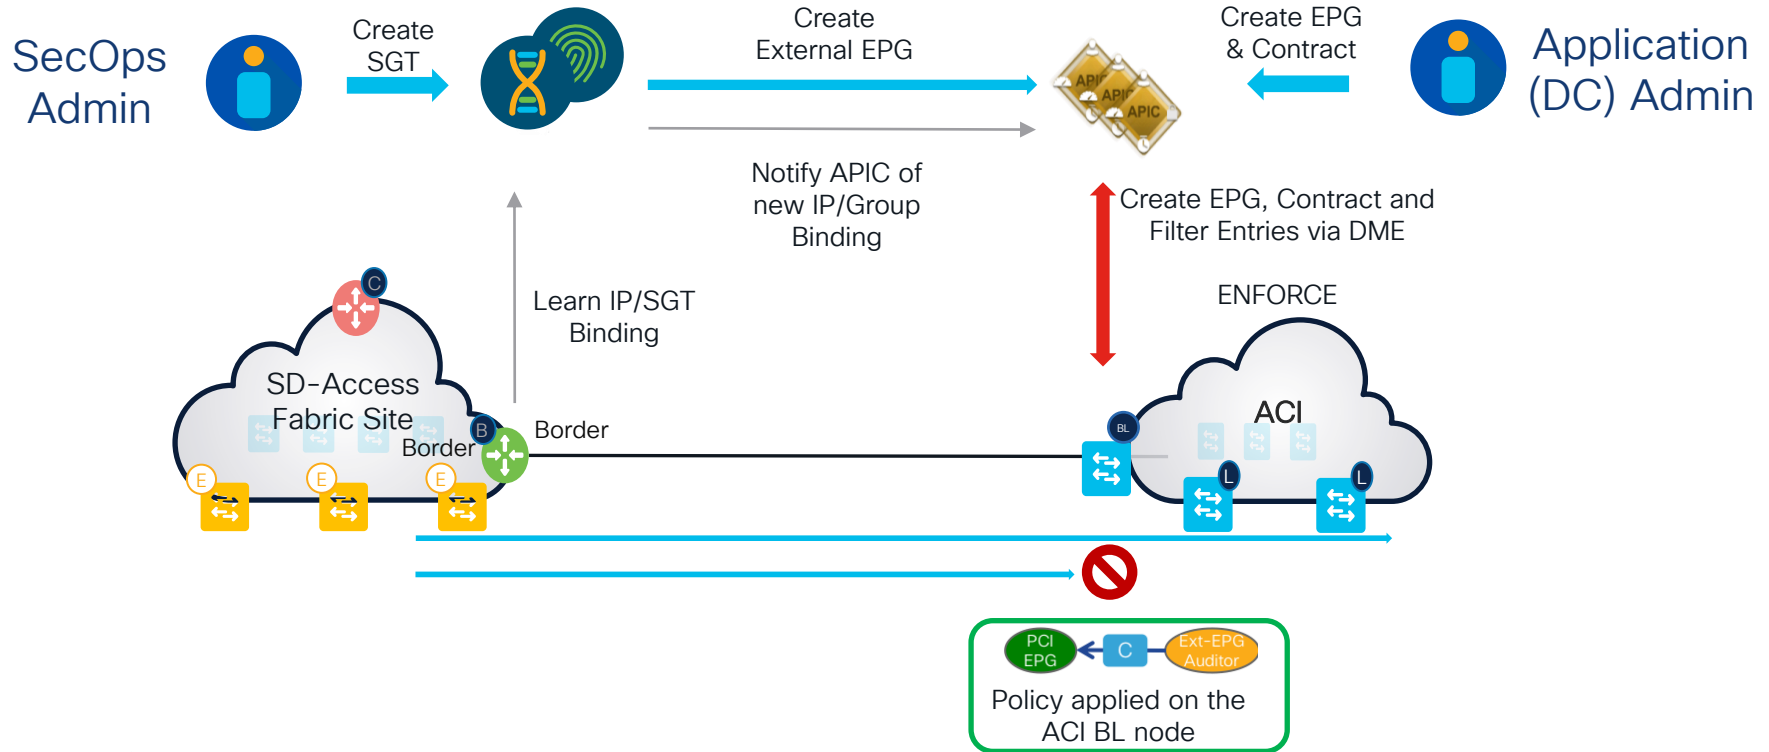 SecOps
Admin
Create
SGT
Create
External EPG
APIC
APIC
APIC
Create EPG
& Contract
Application
(DC) Admin
Notify APIC of
new IP/Group
Binding
Create EPG, Contract and
Filter Entries via DME
Learn IP/SGT
Binding
ENFORCE
C
SD-Access
Fabric Site
B
Border
Border
E
E
E
BL
ACI
L
L
PCI
EPG
C
Ext-EPG
Auditor
Policy applied on the
ACI BL node